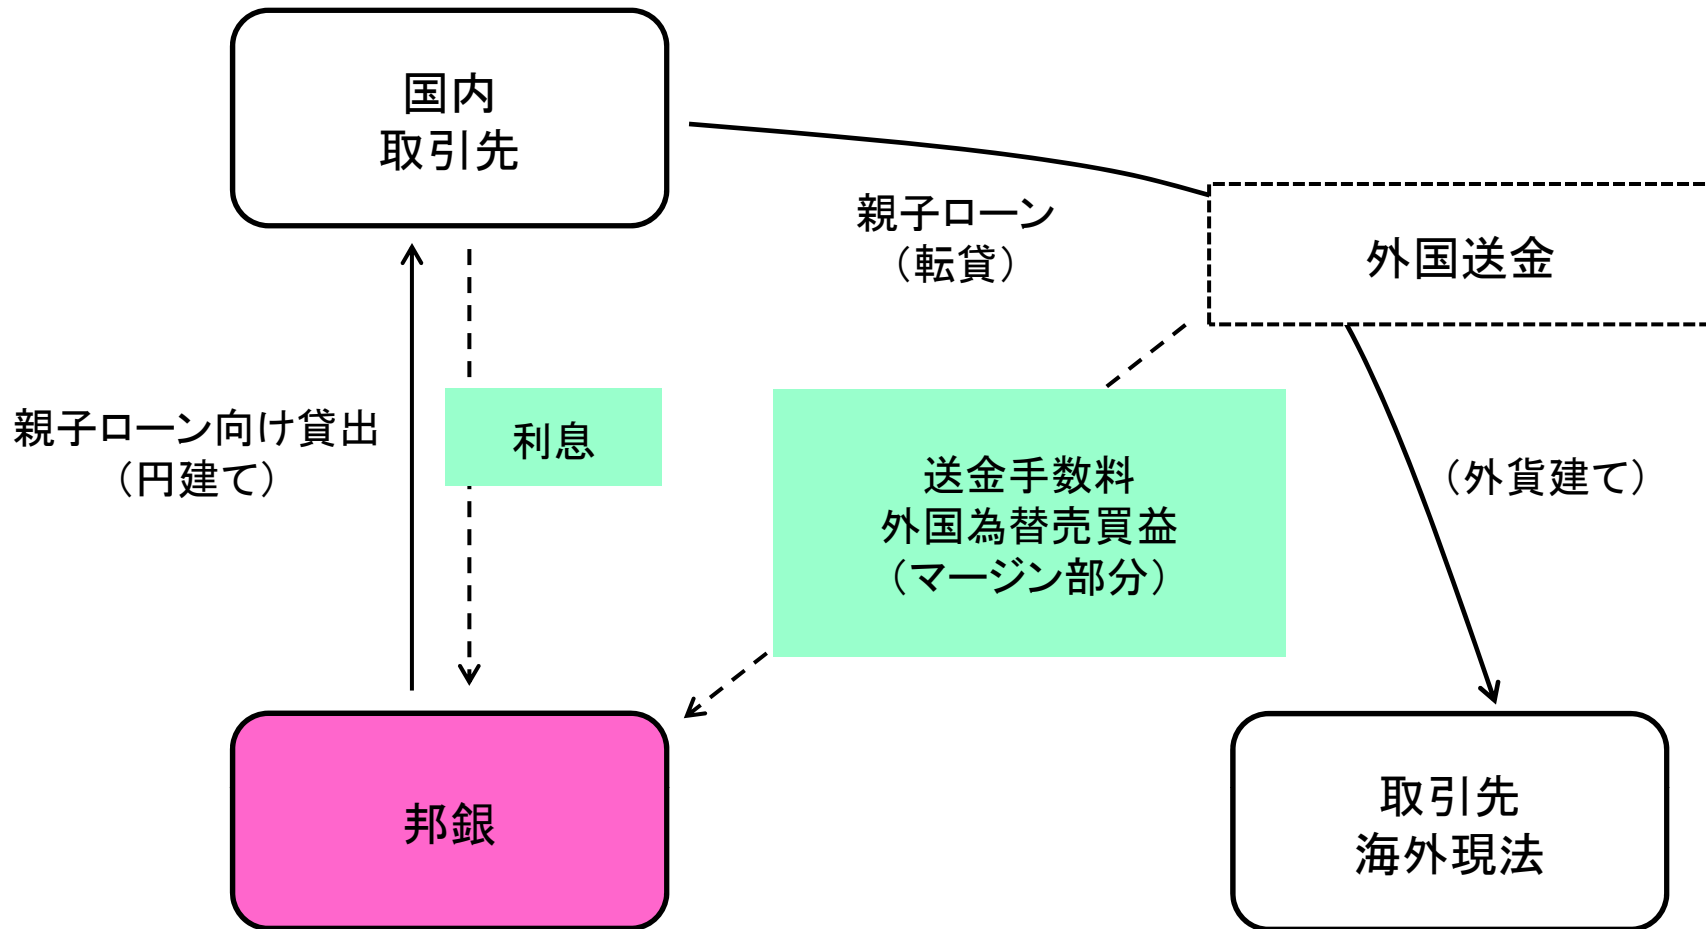 国内
取引先
親子ローン
（転貸）
外国送金
親子ローン向け貸出
（円建て）
利息
送金手数料
外国為替売買益
（マージン部分）
（外貨建て）
邦銀
取引先
海外現法